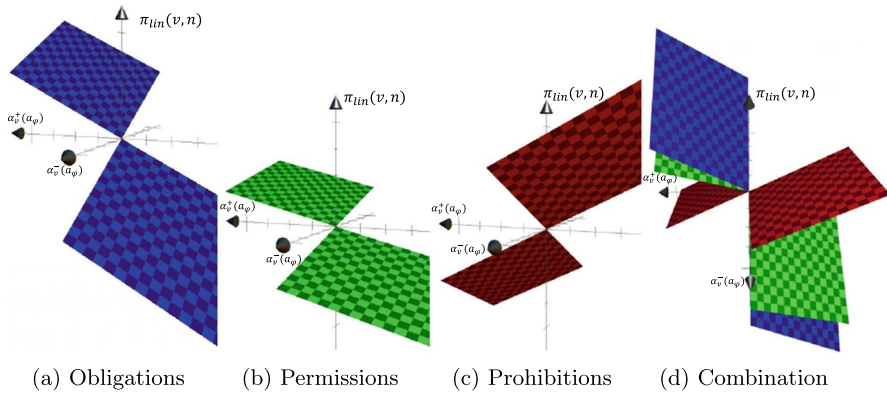 π_lin(v,n)
α_v^+(a_φ)
α_v^-(a_φ)
π_lin(v,n)
α_v^+(a_φ)
α_v^-(a_φ)
π_lin(v,n)
α_v^+(a_φ)
α_v^-(a_φ)
π_lin(v,n)
α_v^+(a_φ)
α_v^-(a_φ)
(a) Obligations
(b) Permissions
(c) Prohibitions
(d) Combination